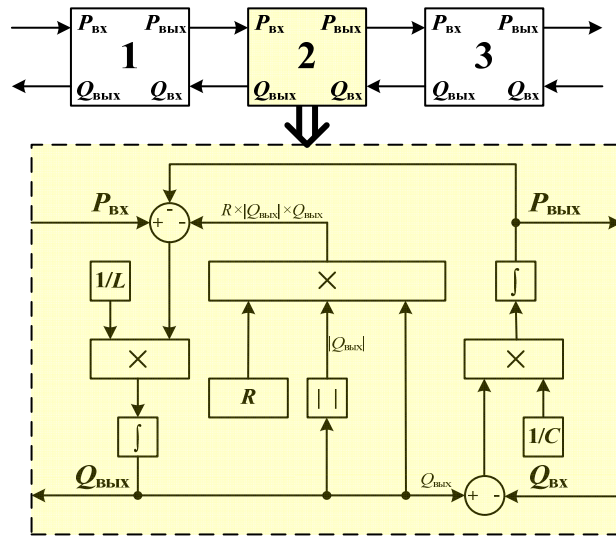 Pвх Pвых Pвх Pвых Pвх Pвых
1 2 3
Qвых Qвх Qвых Qвх Qвых Qвх
Pвх + - - R×|Qвых|×Qвых Pвых
1/L × ∫
× |Qвых| ×
R | | 1/C
∫
Qвых Qвых + - Qвх